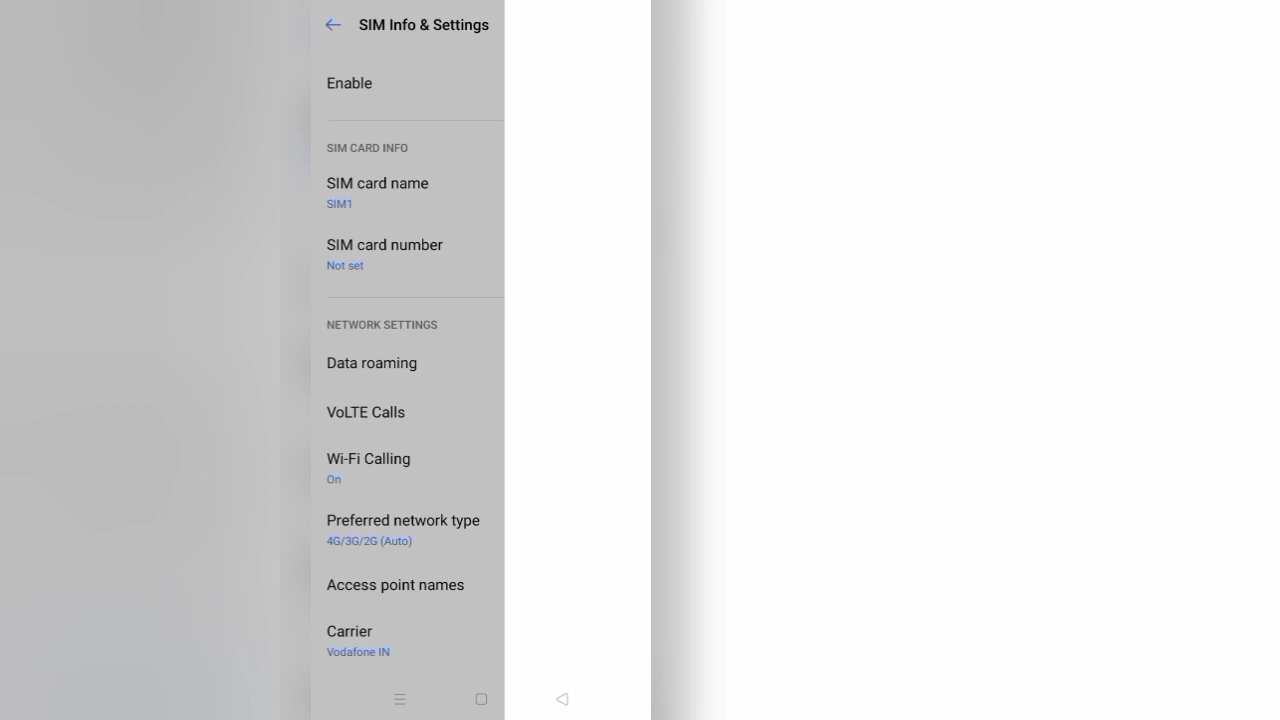 SIM Info & Settings
Enable
SIM CARD INFO
SIM card name
SIM1
SIM card number
Not set
NETWORK SETTINGS
Data roaming
VoLTE Calls
Wi-Fi Calling
On
Preferred network type
4G/3G/2G (Auto)
Access point names
Carrier
Vodafone IN